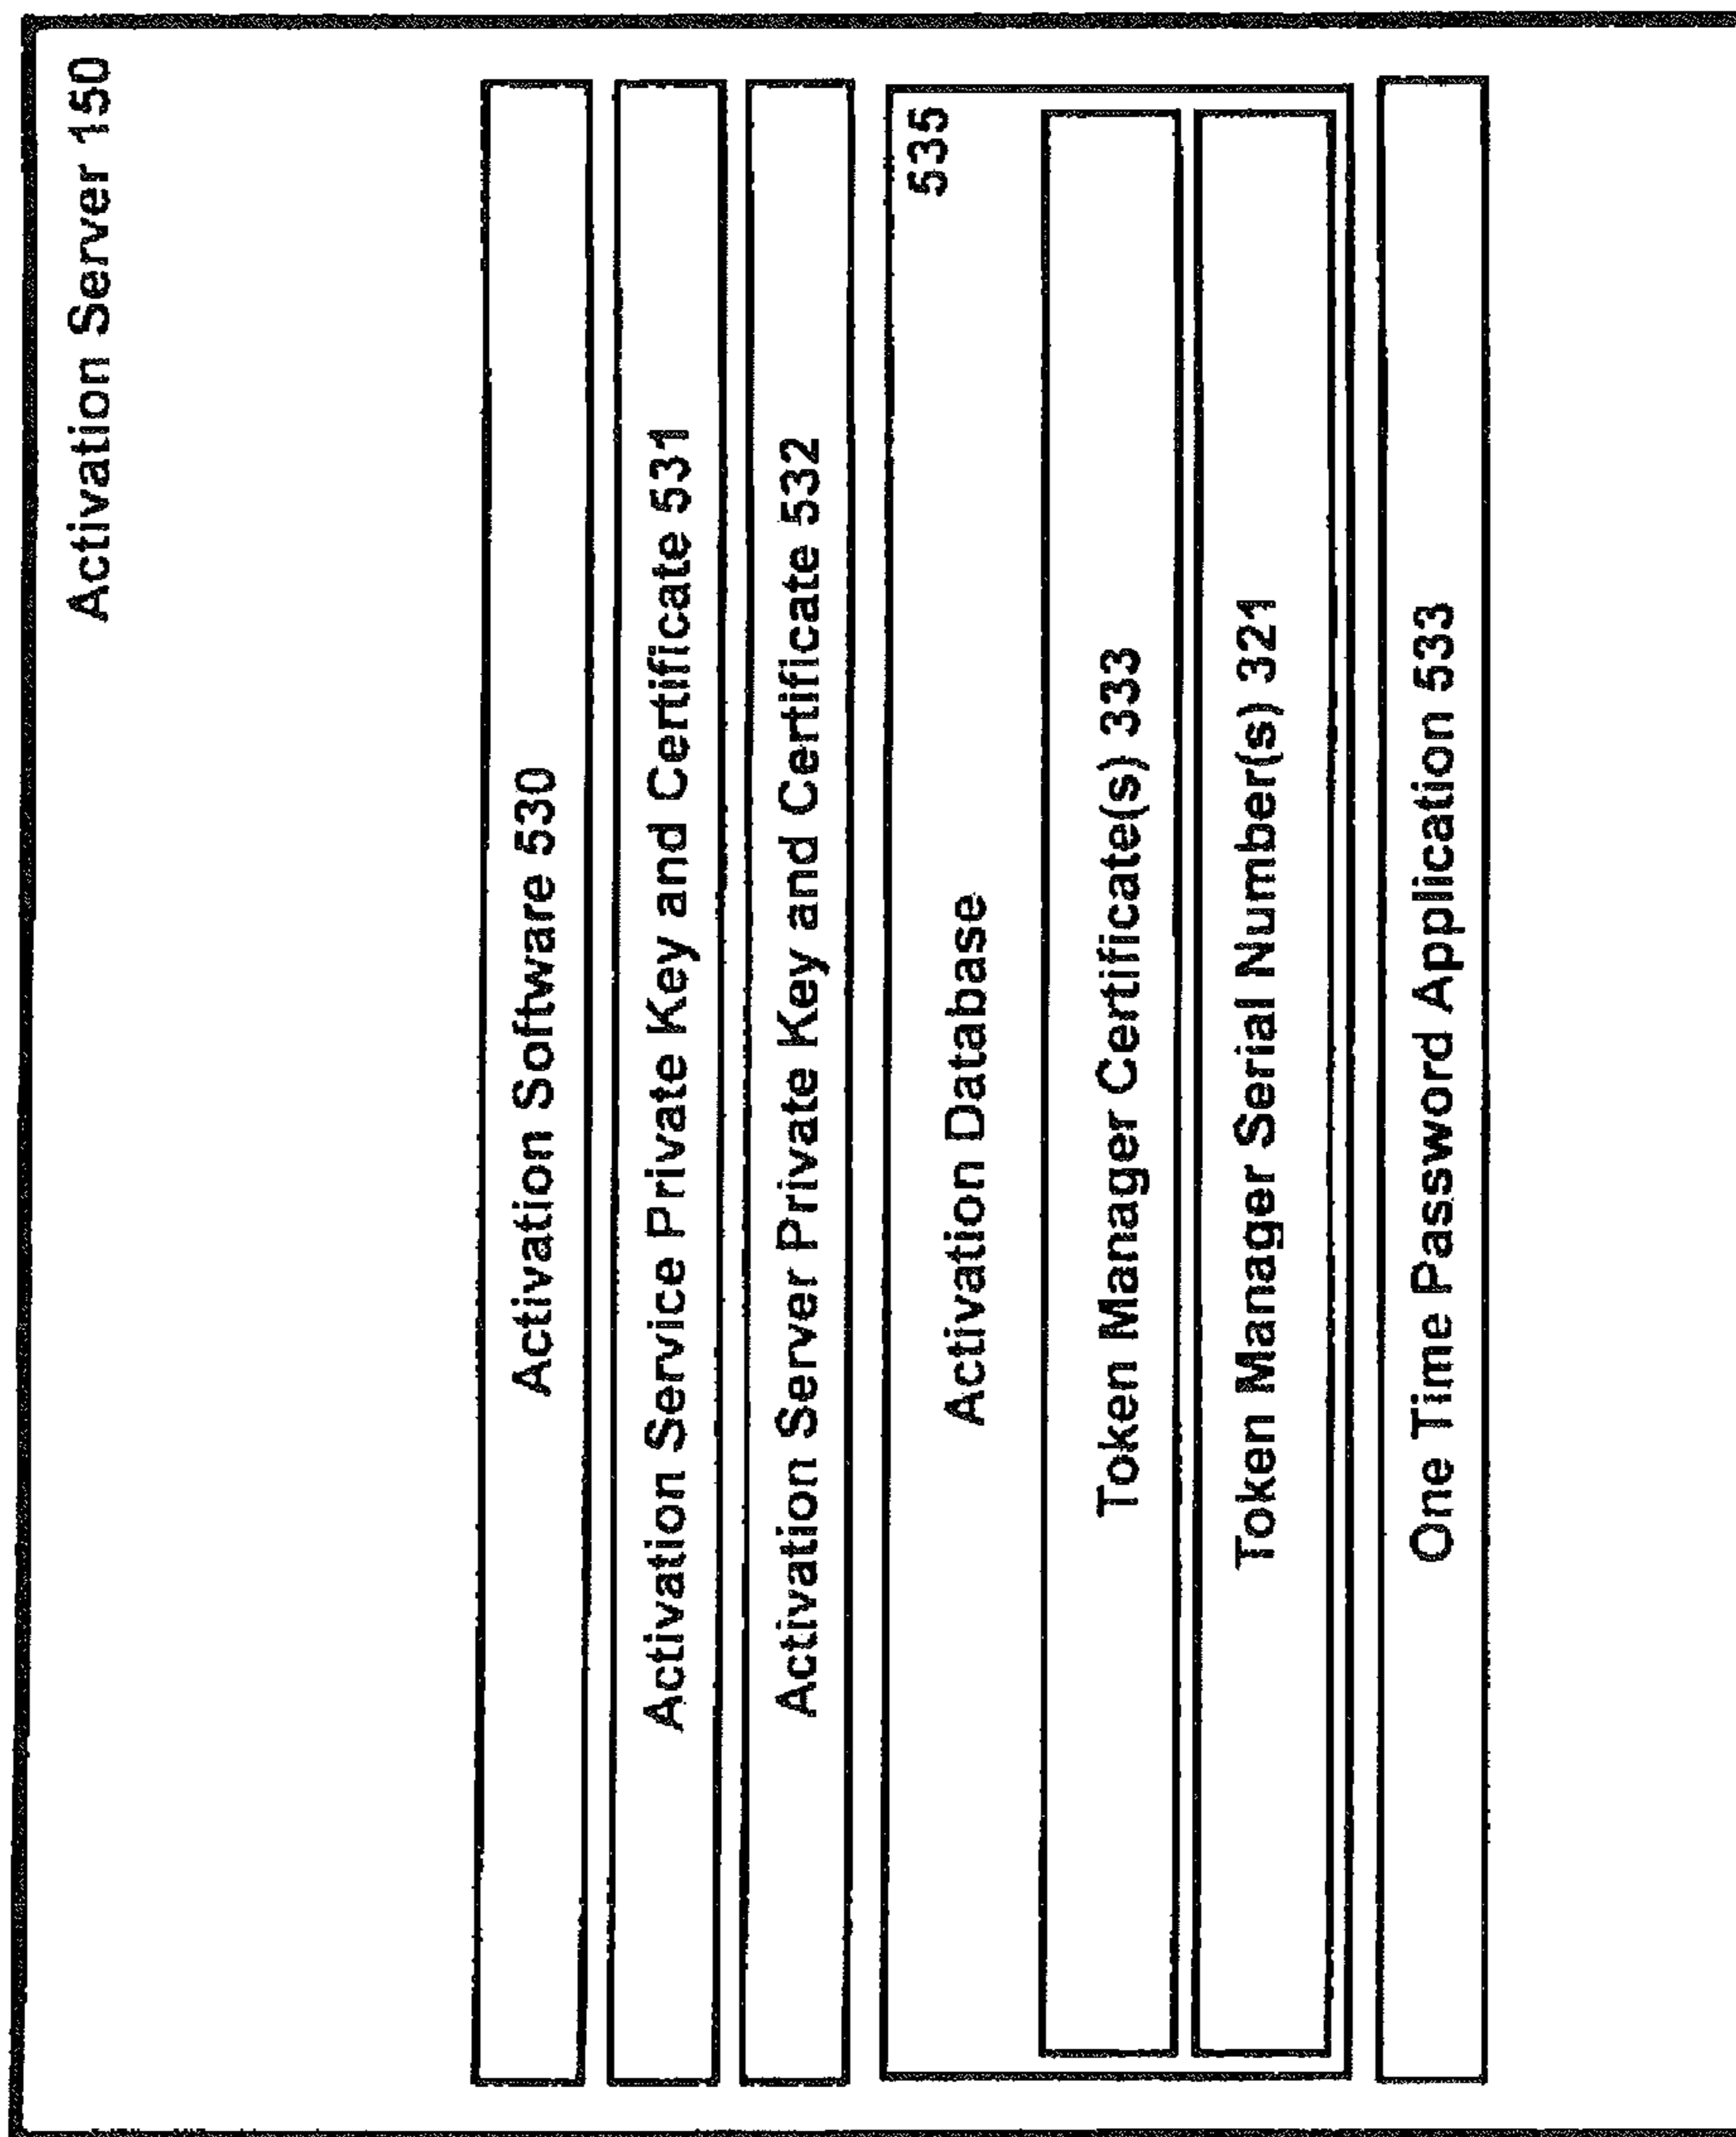 Activation Server 150
Activation Software 530
Activation Service Private Key and Certificate 531
Activation Server Private Key and Certificate 532
535
Activation Database
Token Manager Certificate(s) 333
Token Manager Serial Number(s) 321
One Time Password Application 533